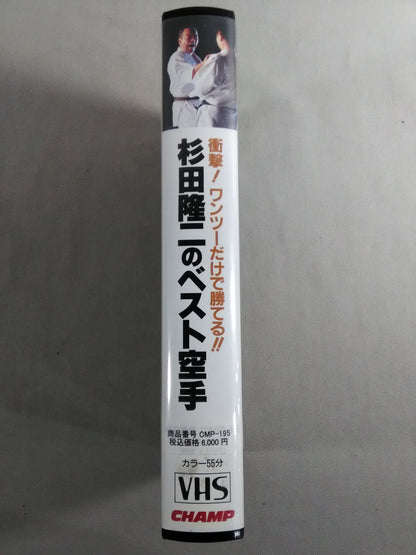 衝撃！ワンツーだけで勝てる!!
杉田隆二のベスト空手
商品番号 CMP-195
税込価格 6,000 円
カラー55分
VHS
CHAMP